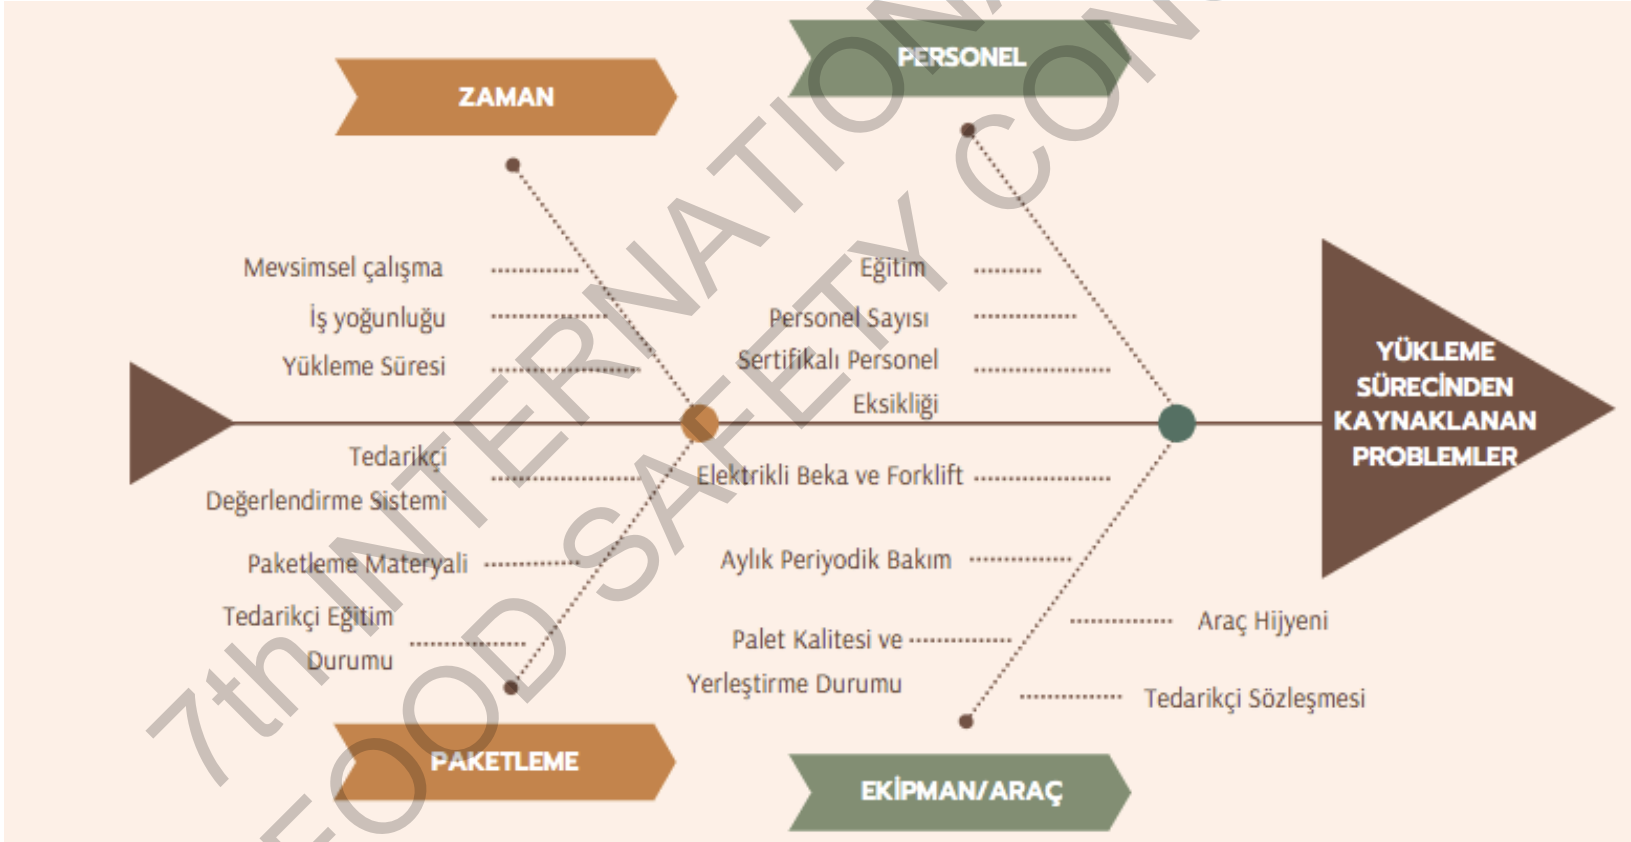 ZAMAN
PERSONEL
Mevsimsel çalışma
İş yoğunluğu
Yükleme Süresi
Eğitim
Personel Sayısı
Sertifikalı Personel
Eksikliği
YÜKLEME
SÜRECİNDEN
KAYNAKLANAN
PROBLEMLER
Tedarikçi
Değerlendirme Sistemi
Paketleme Materyali
Tedarikçi Eğitim
Durumu
Elektrikli Beka ve Forklift
Aylık Periyodik Bakım
Palet Kalitesi ve
Yerleştirme Durumu
Araç Hijyeni
Tedarikçi Sözleşmesi
PAKETLEME
EKİPMAN/ARAÇ
7th INTERNATIONA
FOOD SAFETY CON